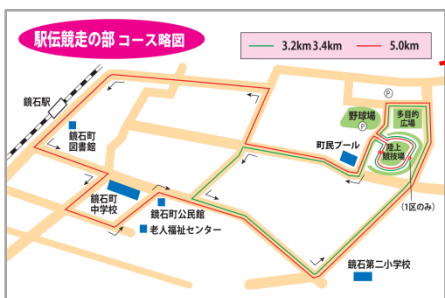 駅伝競走の部 コース略図
3.2km 3.4km
5.0km
鏡石駅
鏡石町
図書館
鏡石町
中学校
鏡石町公民館
老人福祉センター
野球場
P
P
多目的
広場
町民プール
陸上
競技場
(1区のみ)
鏡石第二小学校